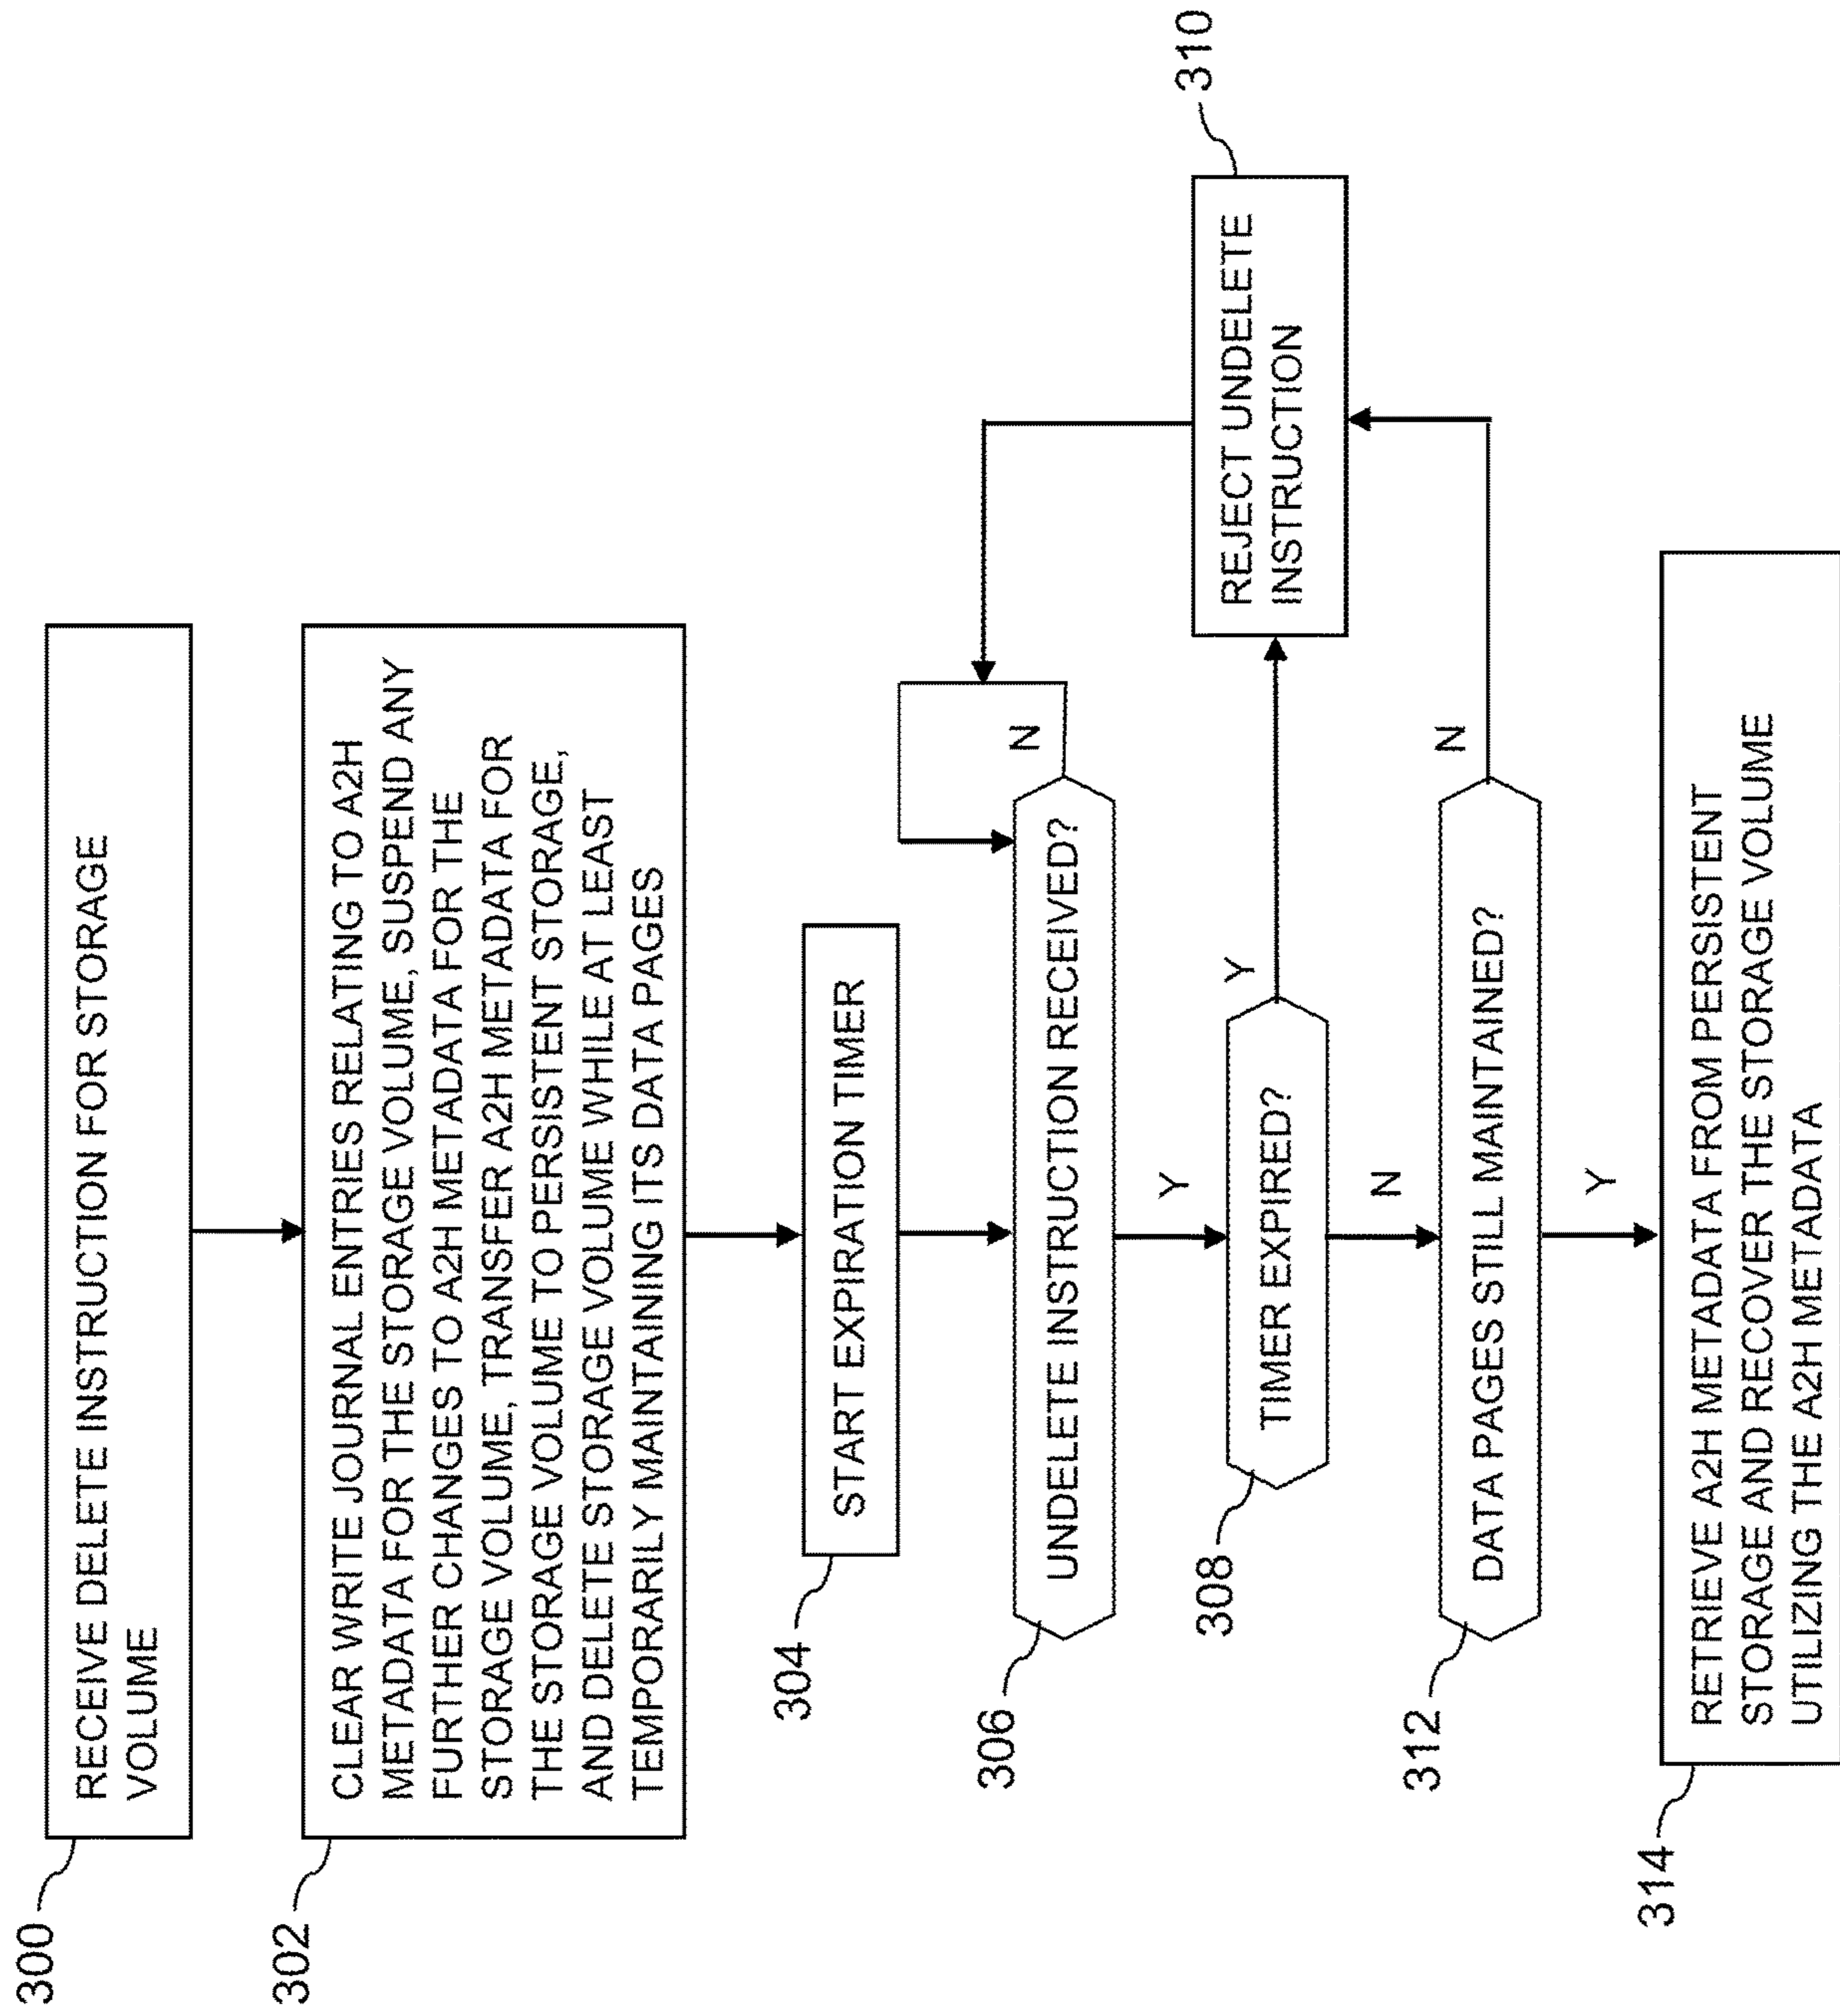 300
RECEIVE DELETE INSTRUCTION FOR STORAGE
VOLUME
302
CLEAR WRITE JOURNAL ENTRIES RELATING TO A2H
METADATA FOR THE STORAGE VOLUME, SUSPEND ANY
FURTHER CHANGES TO A2H METADATA FOR THE
STORAGE VOLUME, TRANSFER A2H METADATA FOR
THE STORAGE VOLUME TO PERSISTENT STORAGE,
AND DELETE STORAGE VOLUME WHILE AT LEAST
TEMPORARILY MAINTAINING ITS DATA PAGES
304
START EXPIRATION TIMER
306
UNDELETE INSTRUCTION RECEIVED?
N
Y
308
TIMER EXPIRED?
Y
N
310
REJECT UNDELETE
INSTRUCTION
312
DATA PAGES STILL MAINTAINED?
N
Y
314
RETRIEVE A2H METADATA FROM PERSISTENT
STORAGE AND RECOVER THE STORAGE VOLUME
UTILIZING THE A2H METADATA